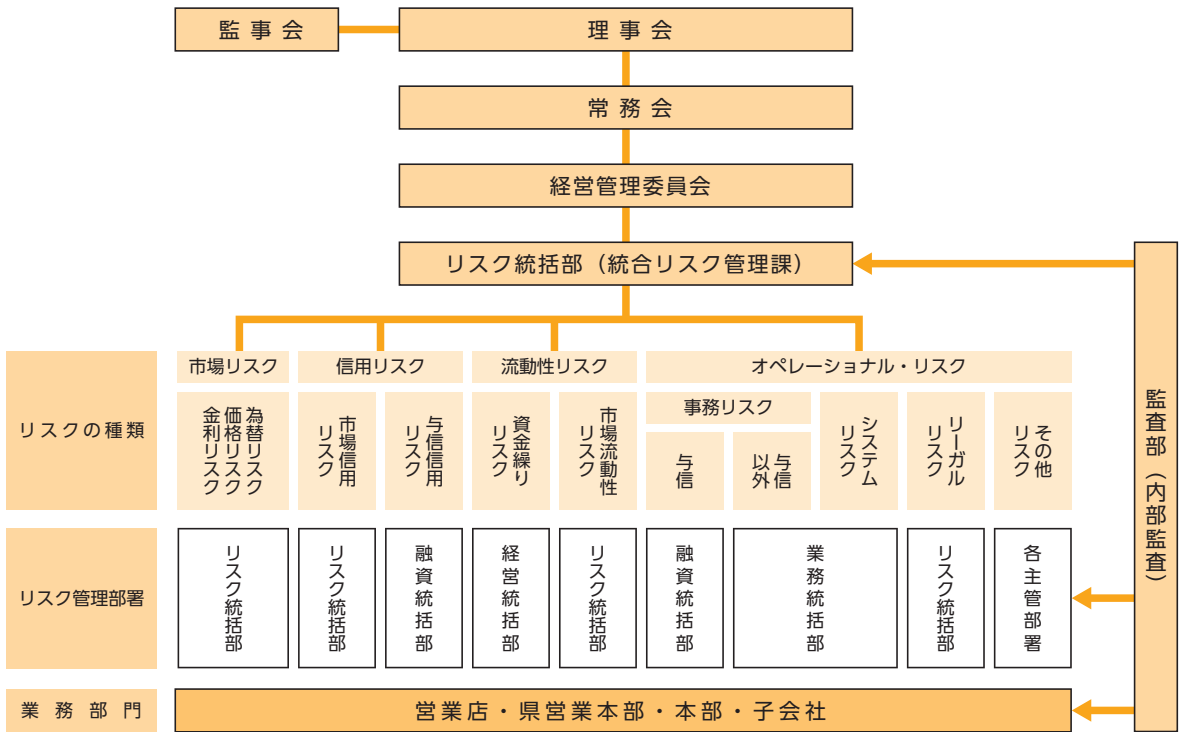 監事会
理事会
常務会
経営管理委員会
リスク統括部（統合リスク管理課）
監査部（内部監査）
リスクの種類
市場リスク
信用リスク
流動性リスク
オペレーショナル・リスク
為替リスク
価格リスク
金利リスク
市場信用
リスク
与信信用
リスク
資金繰り
リスク
市場流動性
リスク
事務リスク
与信
与信
以外
システム
リスク
リーガル
リスク
その他
リスク
リスク管理部署
リスク統括部
リスク統括部
融資統括部
経営統括部
リスク統括部
融資統括部
業務統括部
リスク統括部
各主管部署
業務部門
営業店・県営業本部・本部・子会社